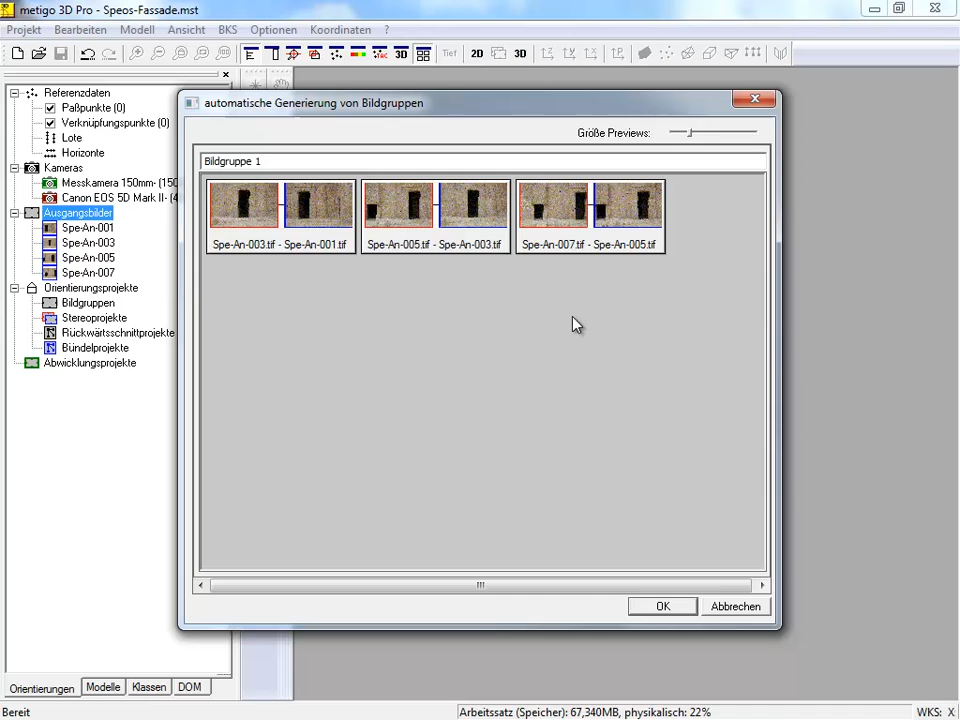 metigo 3D Pro - Speos-Fassade.mst
Projekt Bearbeiten Modell Ansicht BKS Optionen Koordinaten ?
Tief 2D 3D
Referenzdaten
Paßpunkte (0)
Verknüpfungspunkte (0)
Lote
Horizonte
Kameras
Messkamera 150mm- (150
Canon EOS 5D Mark II- (4
Ausgangsbilder
Spe-An-001
Spe-An-003
Spe-An-005
Spe-An-007
Orientierungsprojekte
Bildgruppen
Stereoprojekte
Rückwärtsschnittprojekte
Bündelprojekte
Abwicklungsprojekte
Orientierungen Modelle Klassen DOM
automatische Generierung von Bildgruppen
Größe Previews:
Bildgruppe 1
Spe-An-003.tif - Spe-An-001.tif
Spe-An-005.tif - Spe-An-003.tif
Spe-An-007.tif - Spe-An-005.tif
OK Abbrechen
Bereit
Arbeitssatz (Speicher): 67,340MB, physikalisch: 22%
WKS: X